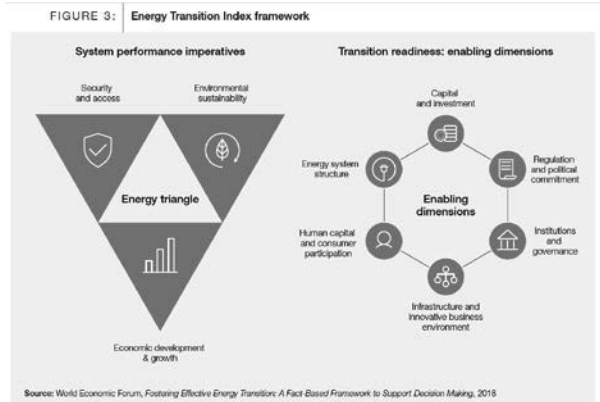 FIGURE 3: Energy Transition Index framework
System performance imperatives
Transition readiness: enabling dimensions
Security
and access
Environmental
sustainability
Energy triangle
Economic development
& growth
Capital
and investment
Regulation
and political
commitment
Institutions
and
governance
Infrastructure and
innovative business
environment
Human capital
and consumer
participation
Energy system
structure
Enabling
dimensions
Source: World Economic Forum, Fostering Effective Energy Transition: A Fact-Based Framework to Support Decision Making, 2018